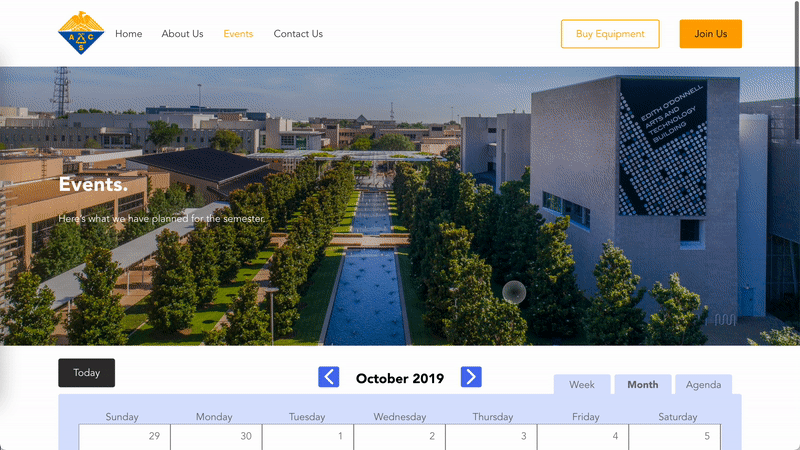 A C S
Home About Us Events Contact Us Buy Equipment Join Us
EDITH O'DONNELL
ARTS AND
TECHNOLOGY
BUILDING
Events.
Here's what we have planned for the semester.
Today October 2019 Week Month Agenda
Sunday Monday Tuesday Wednesday Thursday Friday Saturday
29 30 1 2 3 4 5